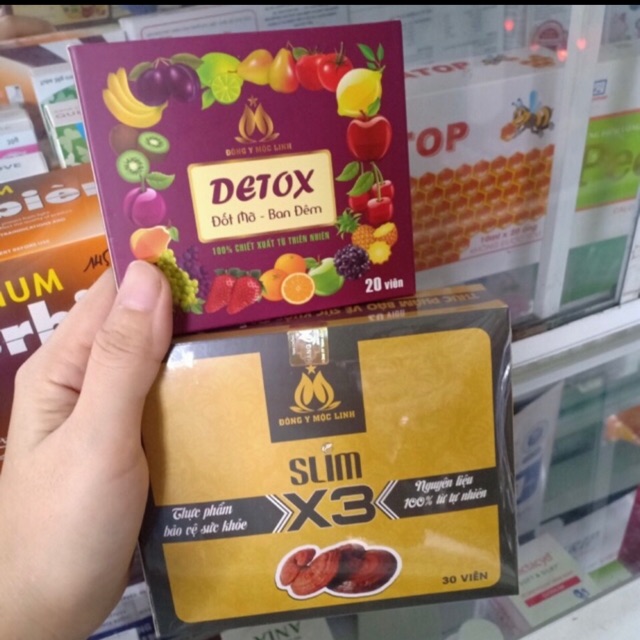 ĐÔNG Y MỘC LINH
DETOX
Đốt Mỡ - Ban Đêm
100% CHIẾT XUẤT TỪ THIÊN NHIÊN
20 viên
TOP
ĐÔNG Y MỘC LINH
SLIM
X3
Thực phẩm
bảo vệ sức khỏe
Nguyên liệu
100% từ tự nhiên
30 VIÊN